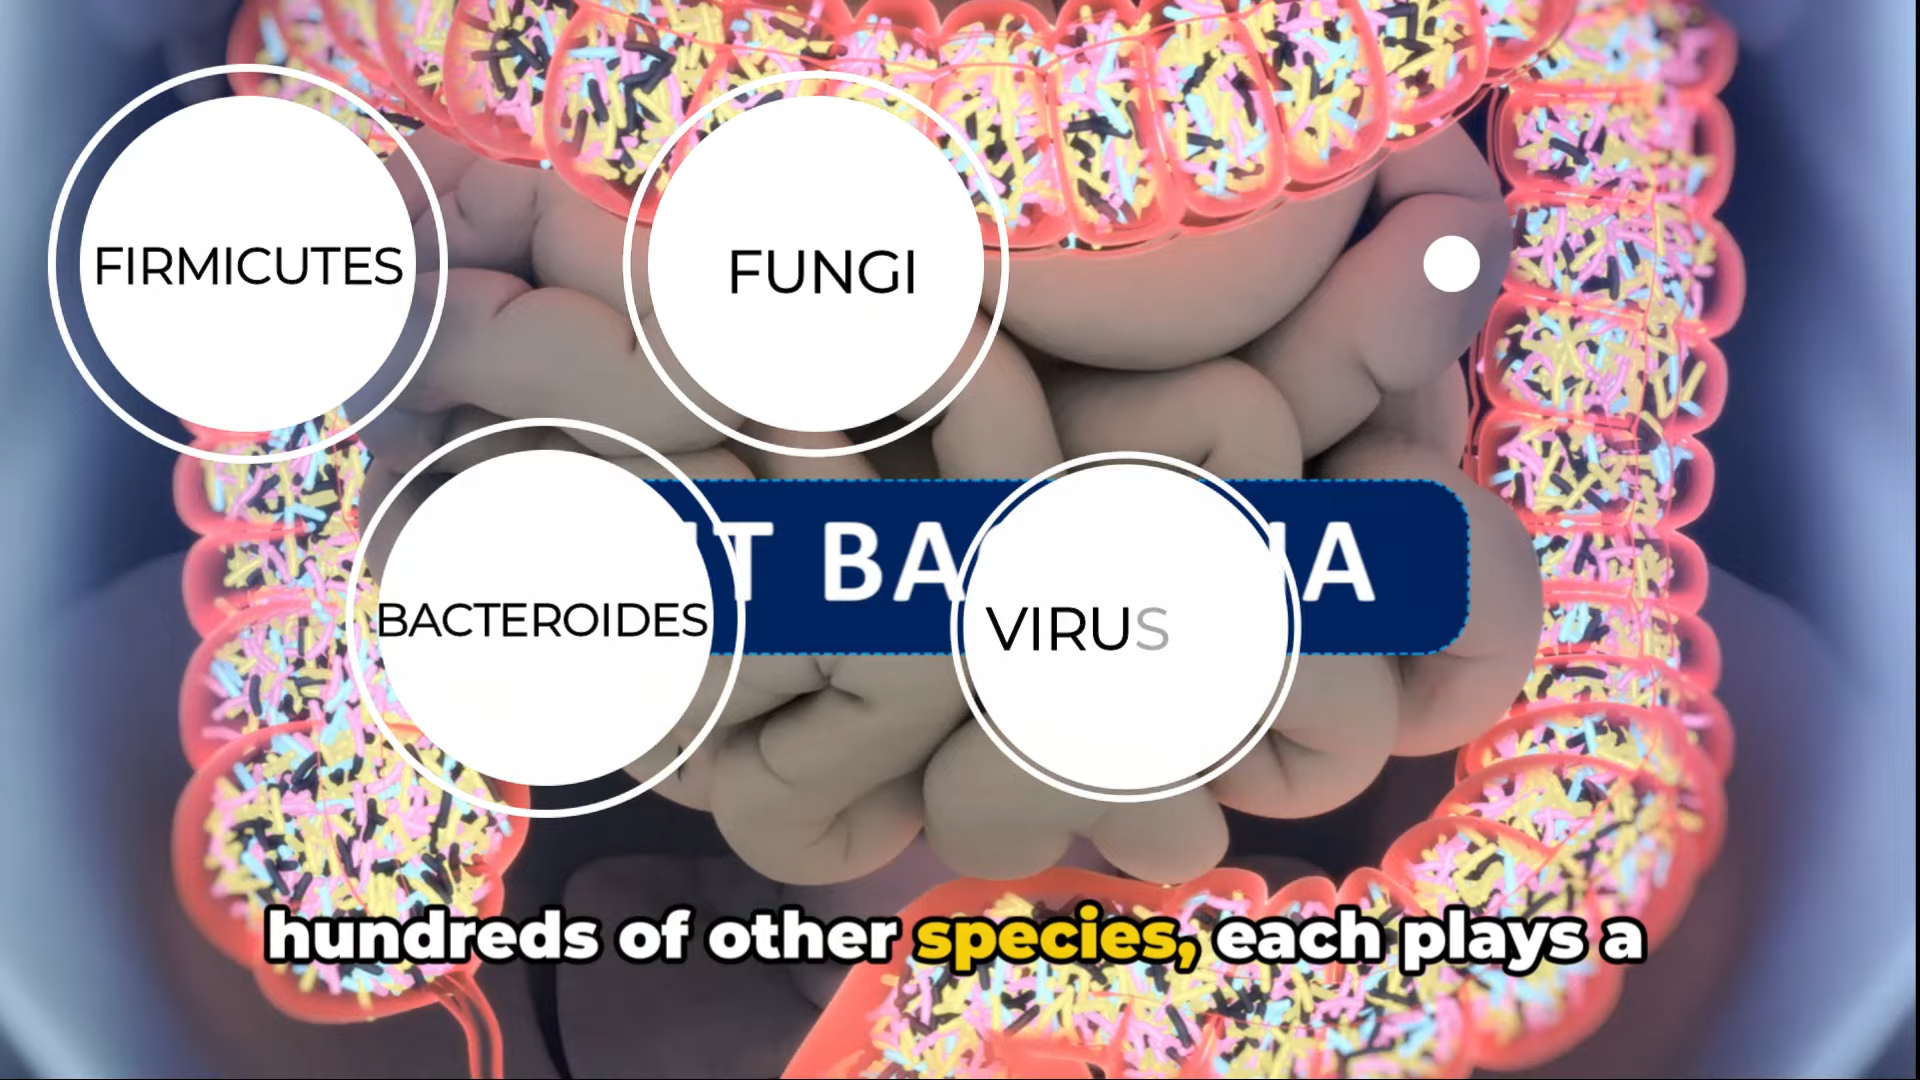 FIRMICUTES
FUNGI
BACTEROIDES
VIRUS
hundreds of other species, each plays a